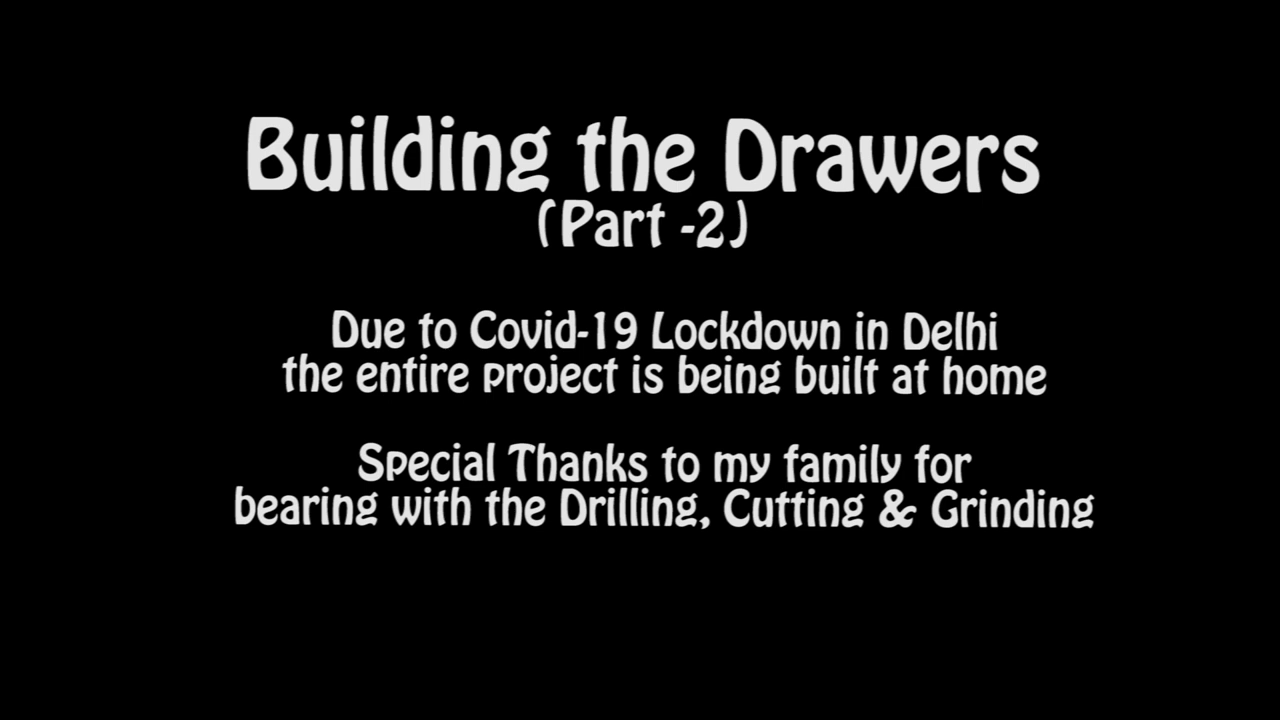 Building the Drawers
(Part -2)
Due to Covid-19 Lockdown in Delhi
the entire project is being built at home
Special Thanks to my family for
bearing with the Drilling, Cutting & Grinding